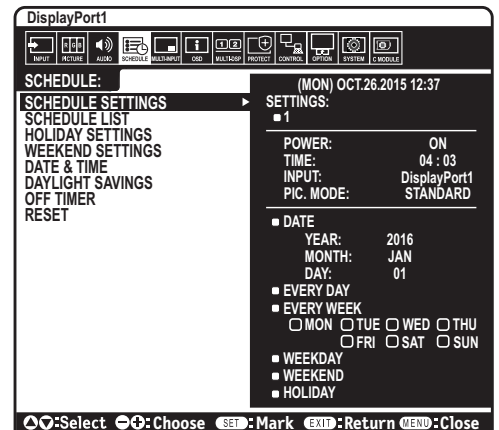 DisplayPort1
INPUT PICTURE AUDIO SCHEDULE MULTI-INPUT OSD MULTI-DSP PROTECT CONTROL OPTION SYSTEM C MODULE
SCHEDULE:
SCHEDULE SETTINGS
SCHEDULE LIST
HOLIDAY SETTINGS
WEEKEND SETTINGS
DATE & TIME
DAYLIGHT SAVINGS
OFF TIMER
RESET
(MON) OCT.26.2015 12:37
SETTINGS:
1
POWER: ON
TIME: 04 : 03
INPUT: DisplayPort1
PIC. MODE: STANDARD
DATE
YEAR: 2016
MONTH: JAN
DAY: 01
EVERY DAY
EVERY WEEK
MON TUE WED THU
FRI SAT SUN
WEEKDAY
WEEKEND
HOLIDAY
:Select :Choose SET:Mark EXIT:Return MENU:Close